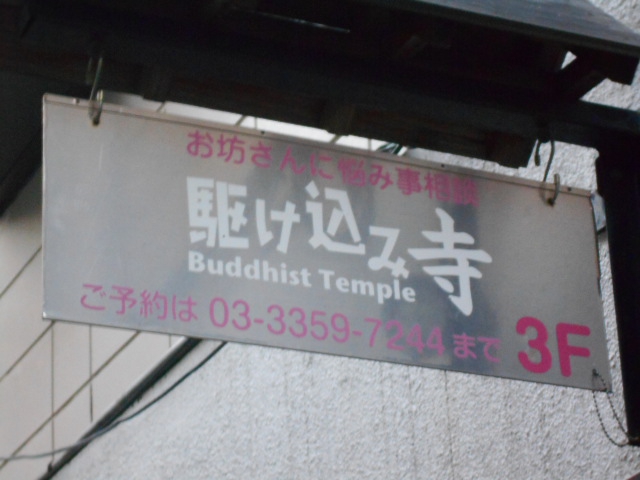 お坊さんに悩み事相談
駆け込み寺
Buddhist Temple
ご予約は 03-3359-7244 まで 3F